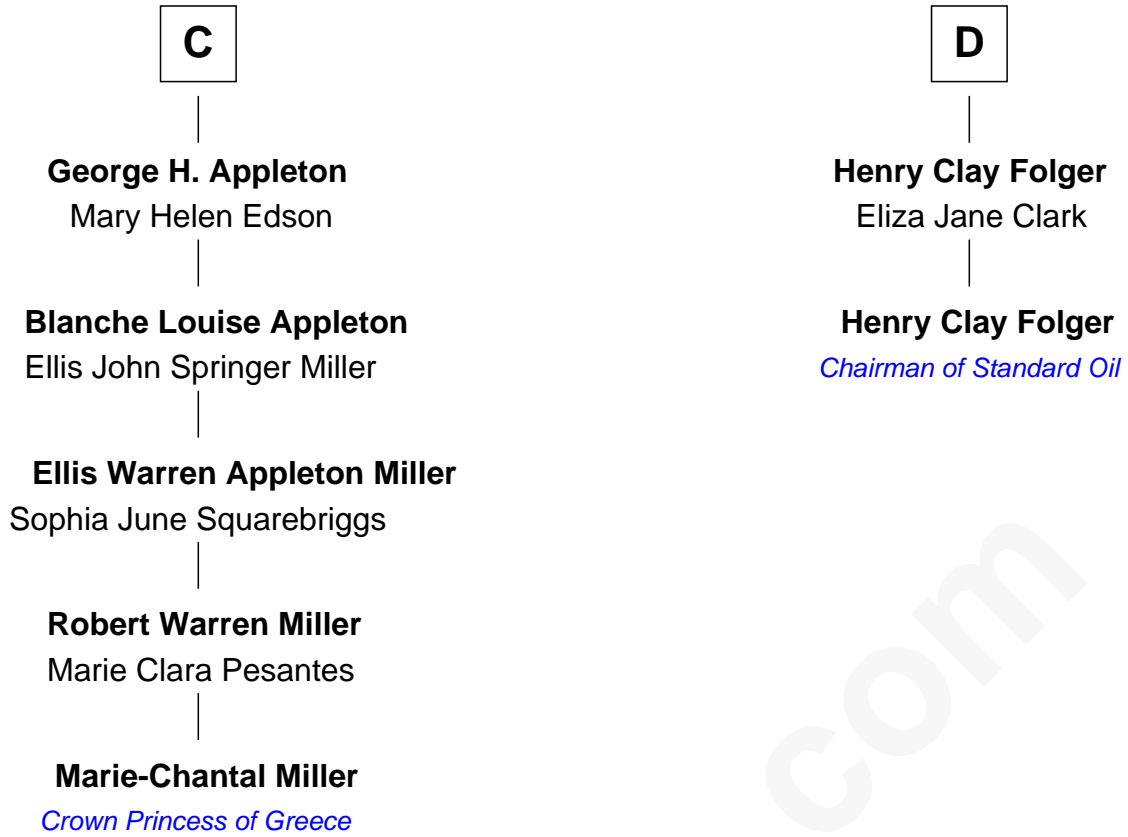 C
George H. Appleton
Mary Helen Edson
Blanche Louise Appleton
Ellis John Springer Miller
Ellis Warren Appleton Miller
Sophia June Squarebriggs
Robert Warren Miller
Marie Clara Pesantes
Marie-Chantal Miller
Crown Princess of Greece
D
Henry Clay Folger
Eliza Jane Clark
Henry Clay Folger
Chairman of Standard Oil
com